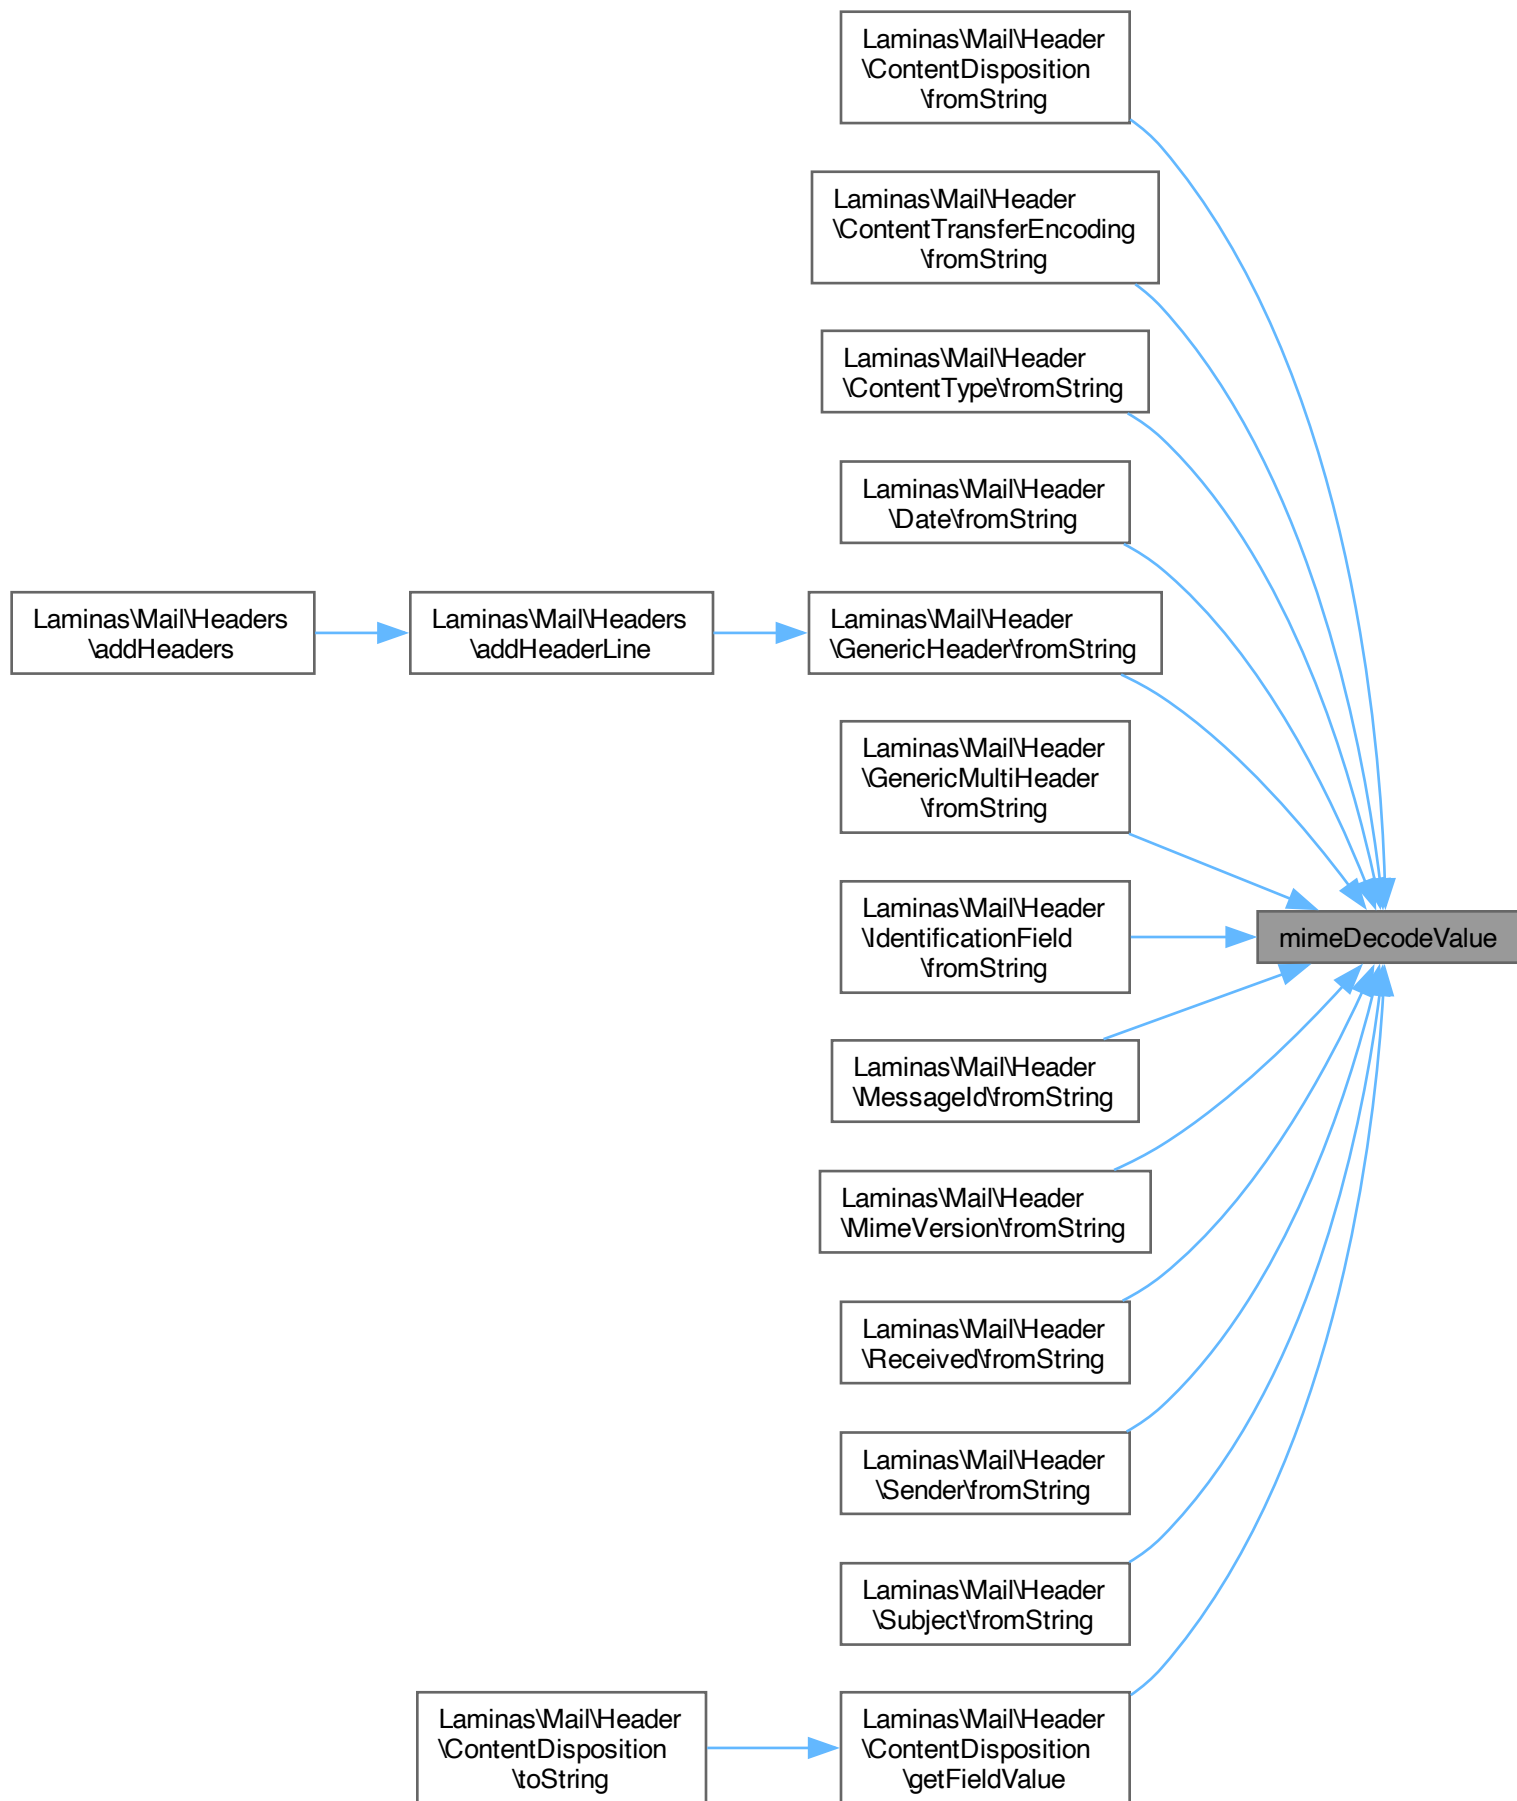 Laminas\Mail\Header
\ContentDisposition
\fromString
Laminas\Mail\Header
\ContentTransferEncoding
\fromString
Laminas\Mail\Header
\ContentType\fromString
Laminas\Mail\Header
\Date\fromString
Laminas\Mail\Headers
\addHeaders
Laminas\Mail\Headers
\addHeaderLine
Laminas\Mail\Header
\GenericHeader\fromString
Laminas\Mail\Header
\GenericMultiHeader
\fromString
Laminas\Mail\Header
\IdentificationField
\fromString
mimeDecodeValue
Laminas\Mail\Header
\MessageId\fromString
Laminas\Mail\Header
\MimeVersion\fromString
Laminas\Mail\Header
\Received\fromString
Laminas\Mail\Header
\Sender\fromString
Laminas\Mail\Header
\Subject\fromString
Laminas\Mail\Header
\ContentDisposition
\toString
Laminas\Mail\Header
\ContentDisposition
\getFieldValue